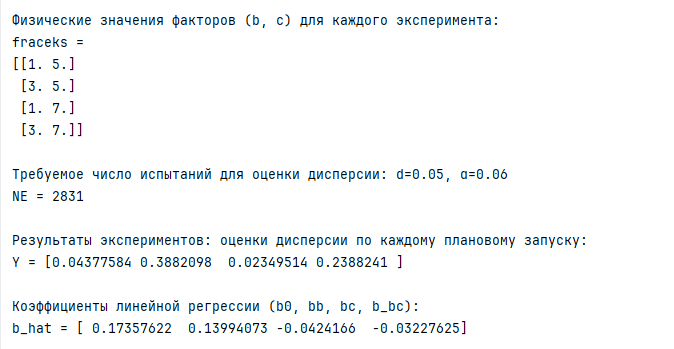 Физические значения факторов (b, c) для каждого эксперимента:
fraceks =
[[1. 5.]
 [3. 5.]
 [1. 7.]
 [3. 7.]]
Требуемое число испытаний для оценки дисперсии: d=0.05, α=0.06
NE = 2831
Результаты экспериментов: оценки дисперсии по каждому плановому запуску:
Y = [0.04377584 0.3882098  0.02349514 0.2388241 ]
Коэффициенты линейной регрессии (b0, bb, bc, b_bc):
b_hat = [ 0.17357622  0.13994073 -0.0424166  -0.03227625]